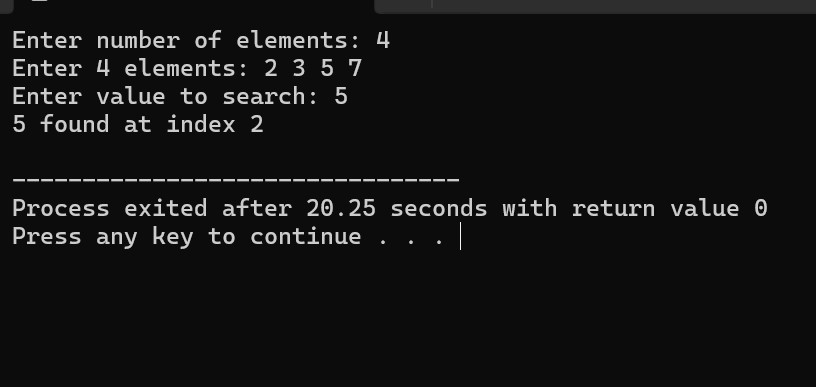 Enter number of elements: 4
Enter 4 elements: 2 3 5 7
Enter value to search: 5
5 found at index 2
--------------------------------
Process exited after 20.25 seconds with return value 0
Press any key to continue . . .